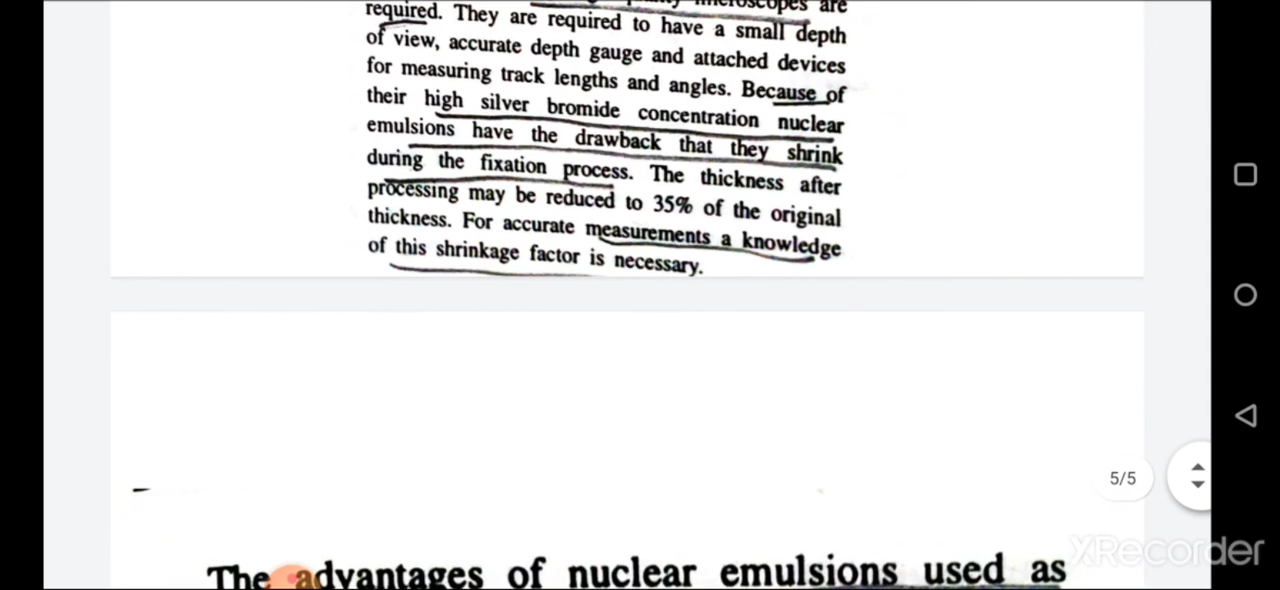 microscopes are
required. They are required to have a small depth
of view, accurate depth gauge and attached devices
for measuring track lengths and angles. Because of
their high silver bromide concentration nuclear
emulsions have the drawback that they shrink
during the fixation process. The thickness after
processing may be reduced to 35% of the original
thickness. For accurate measurements a knowledge
of this shrinkage factor is necessary.
5/5
XRecorder
The advantages of nuclear emulsions used as